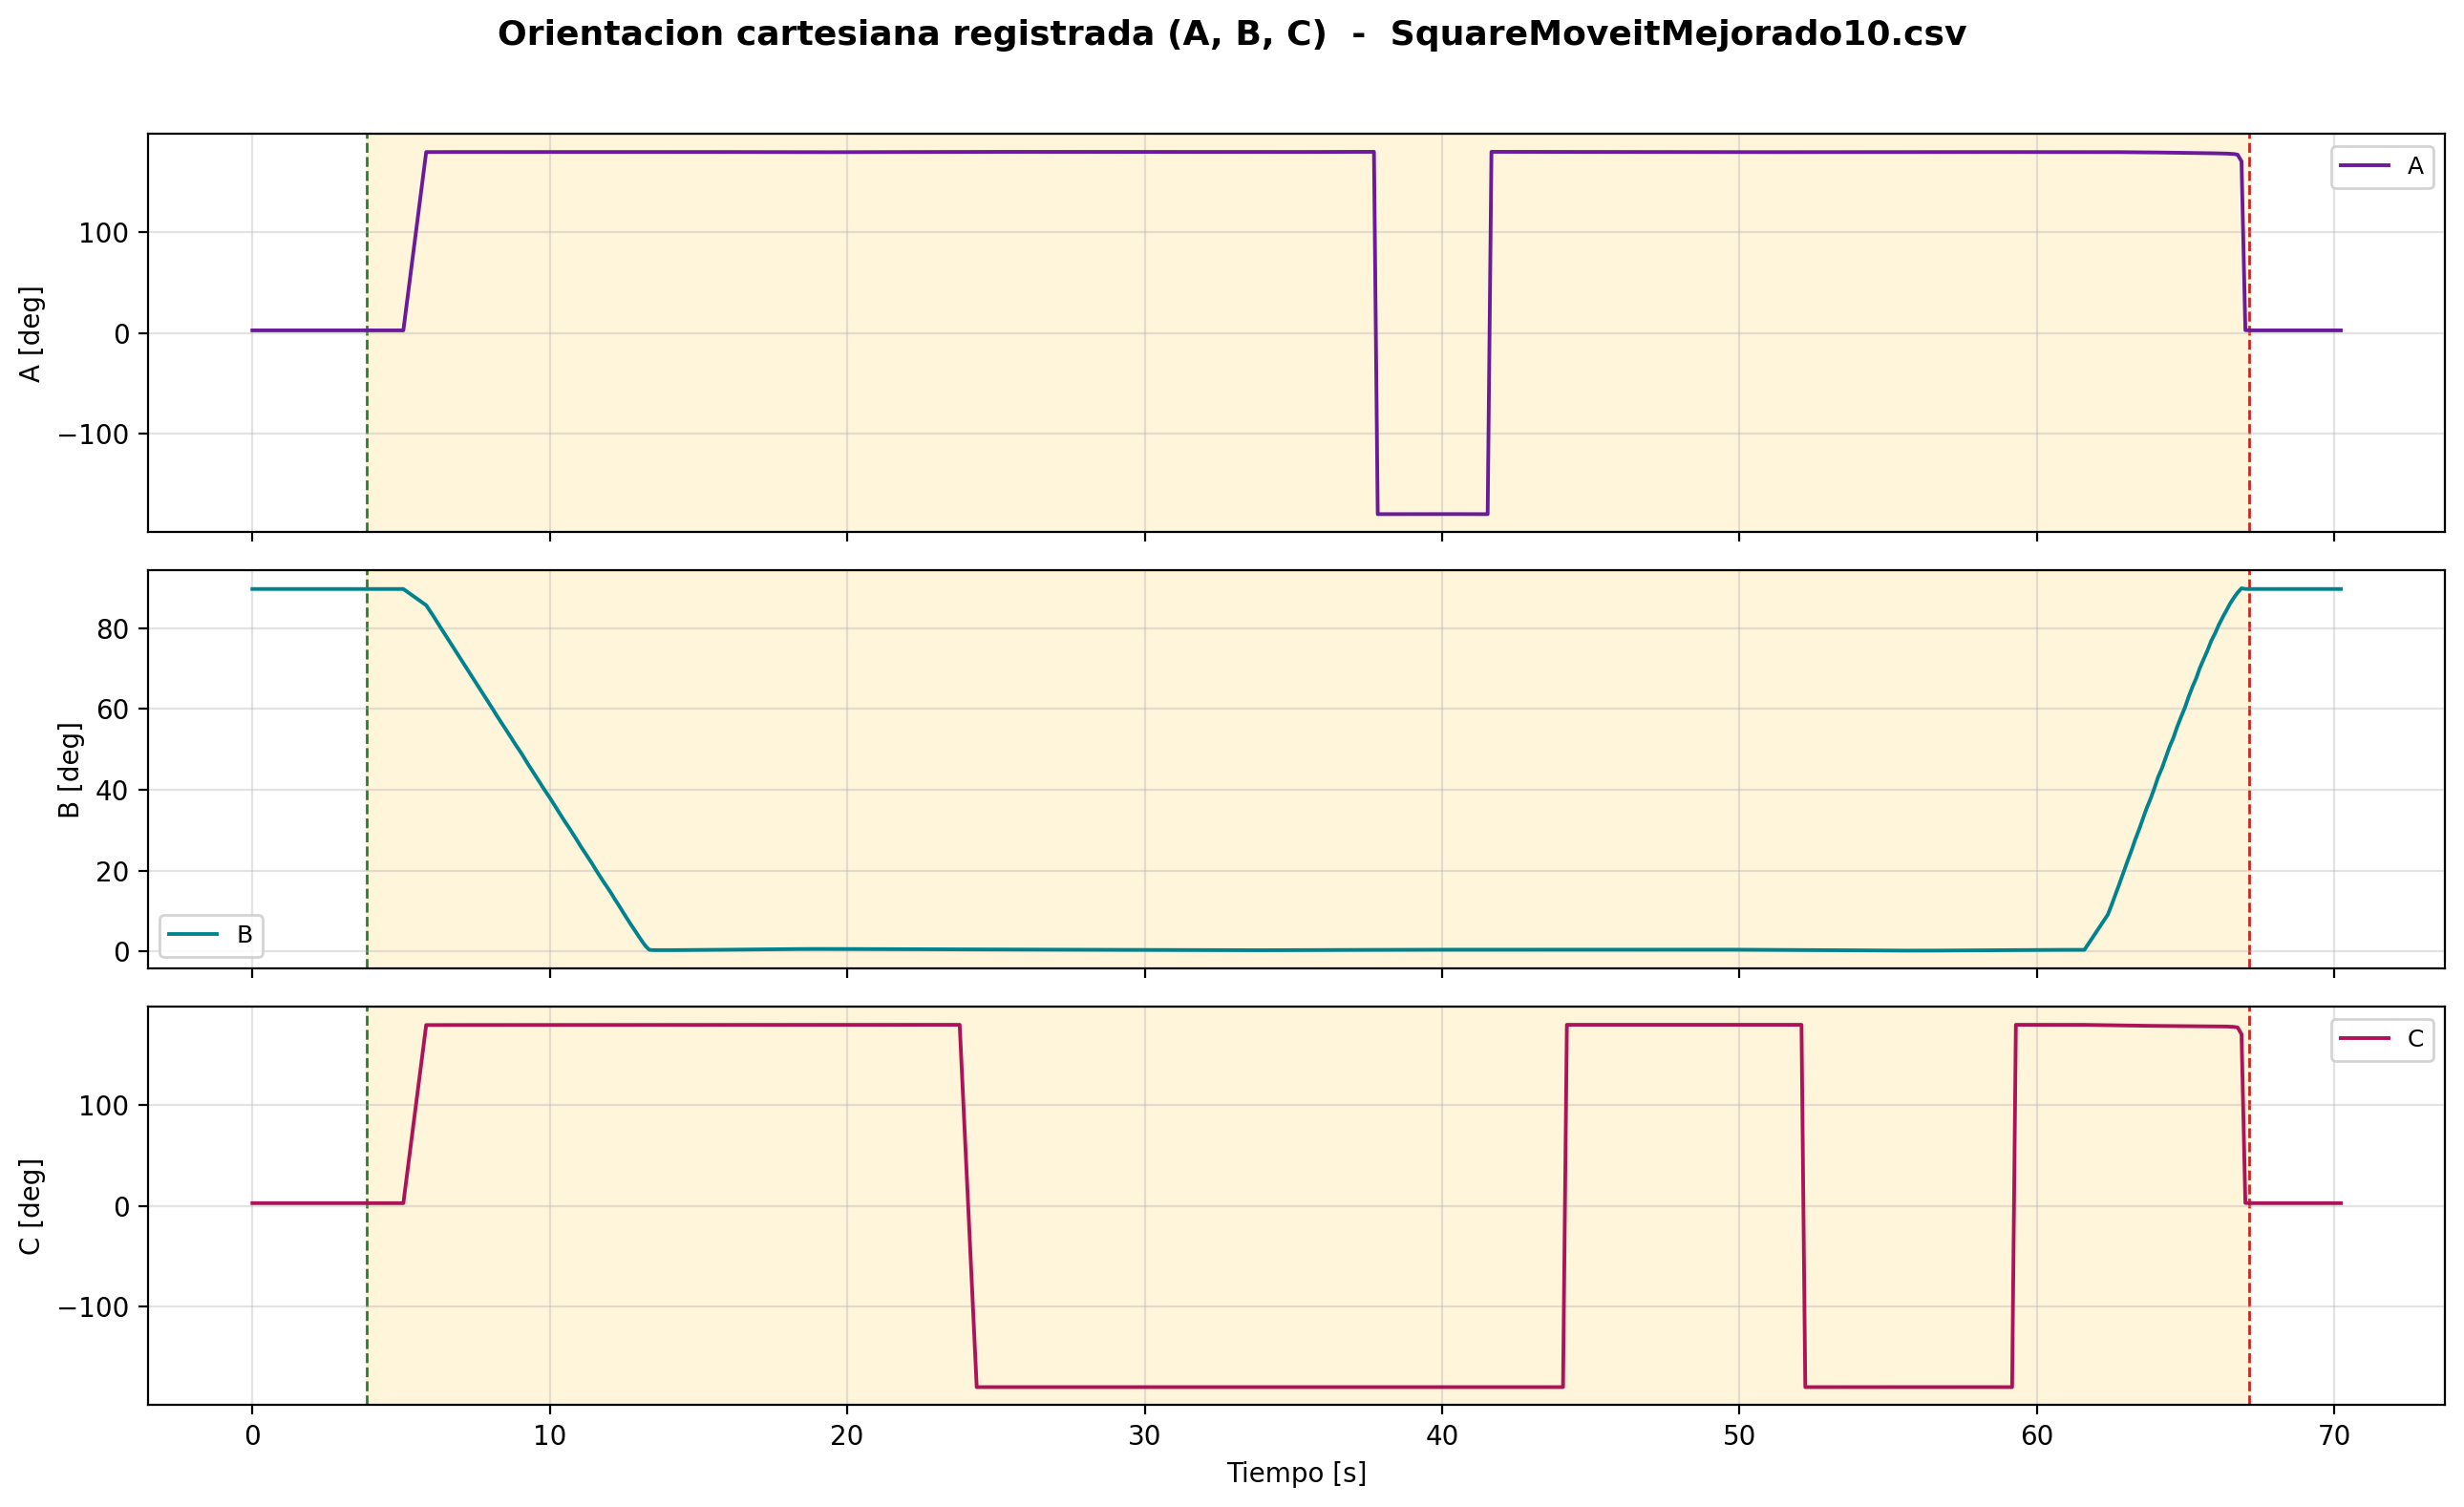 Orientacion cartesiana registrada (A, B, C)  -  SquareMoveitMejorado10.csv
A [deg]
100
0
−100
A
B [deg]
80
60
40
20
0
B
C [deg]
100
0
−100
C
0 10 20 30 40 50 60 70
Tiempo [s]